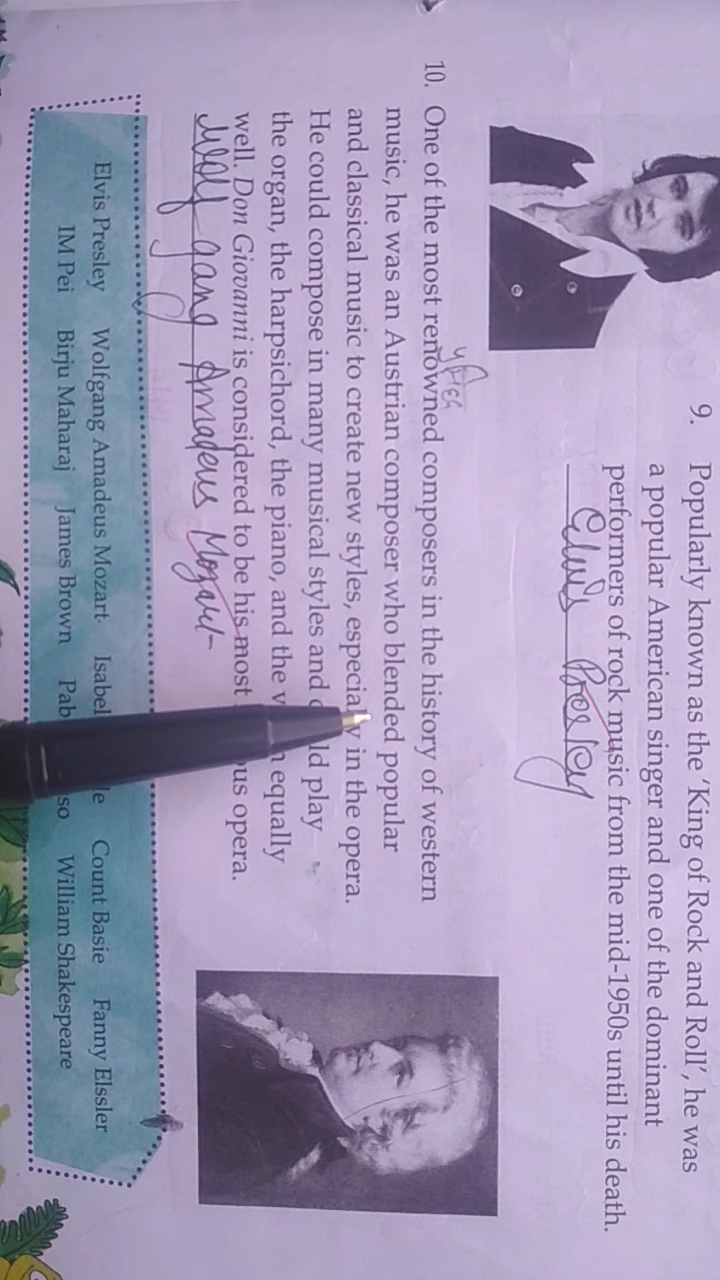 9. Popularly known as the 'King of Rock and Roll', he was
a popular American singer and one of the dominant
performers of rock music from the mid-1950s until his death.
Elvis Presley
10. One of the most renowned composers in the history of western
music, he was an Austrian composer who blended popular
and classical music to create new styles, especially in the opera.
He could compose in many musical styles and could play
the organ, the harpsichord, the piano, and the equally
well. Don Giovanni is considered to be his most opera.
Wolf gang Amadeus Mozart
Elvis Presley Wolfgang Amadeus Mozart Count Basie Fanny Elssler
IM Pei Birju Maharaj James Brown William Shakespeare